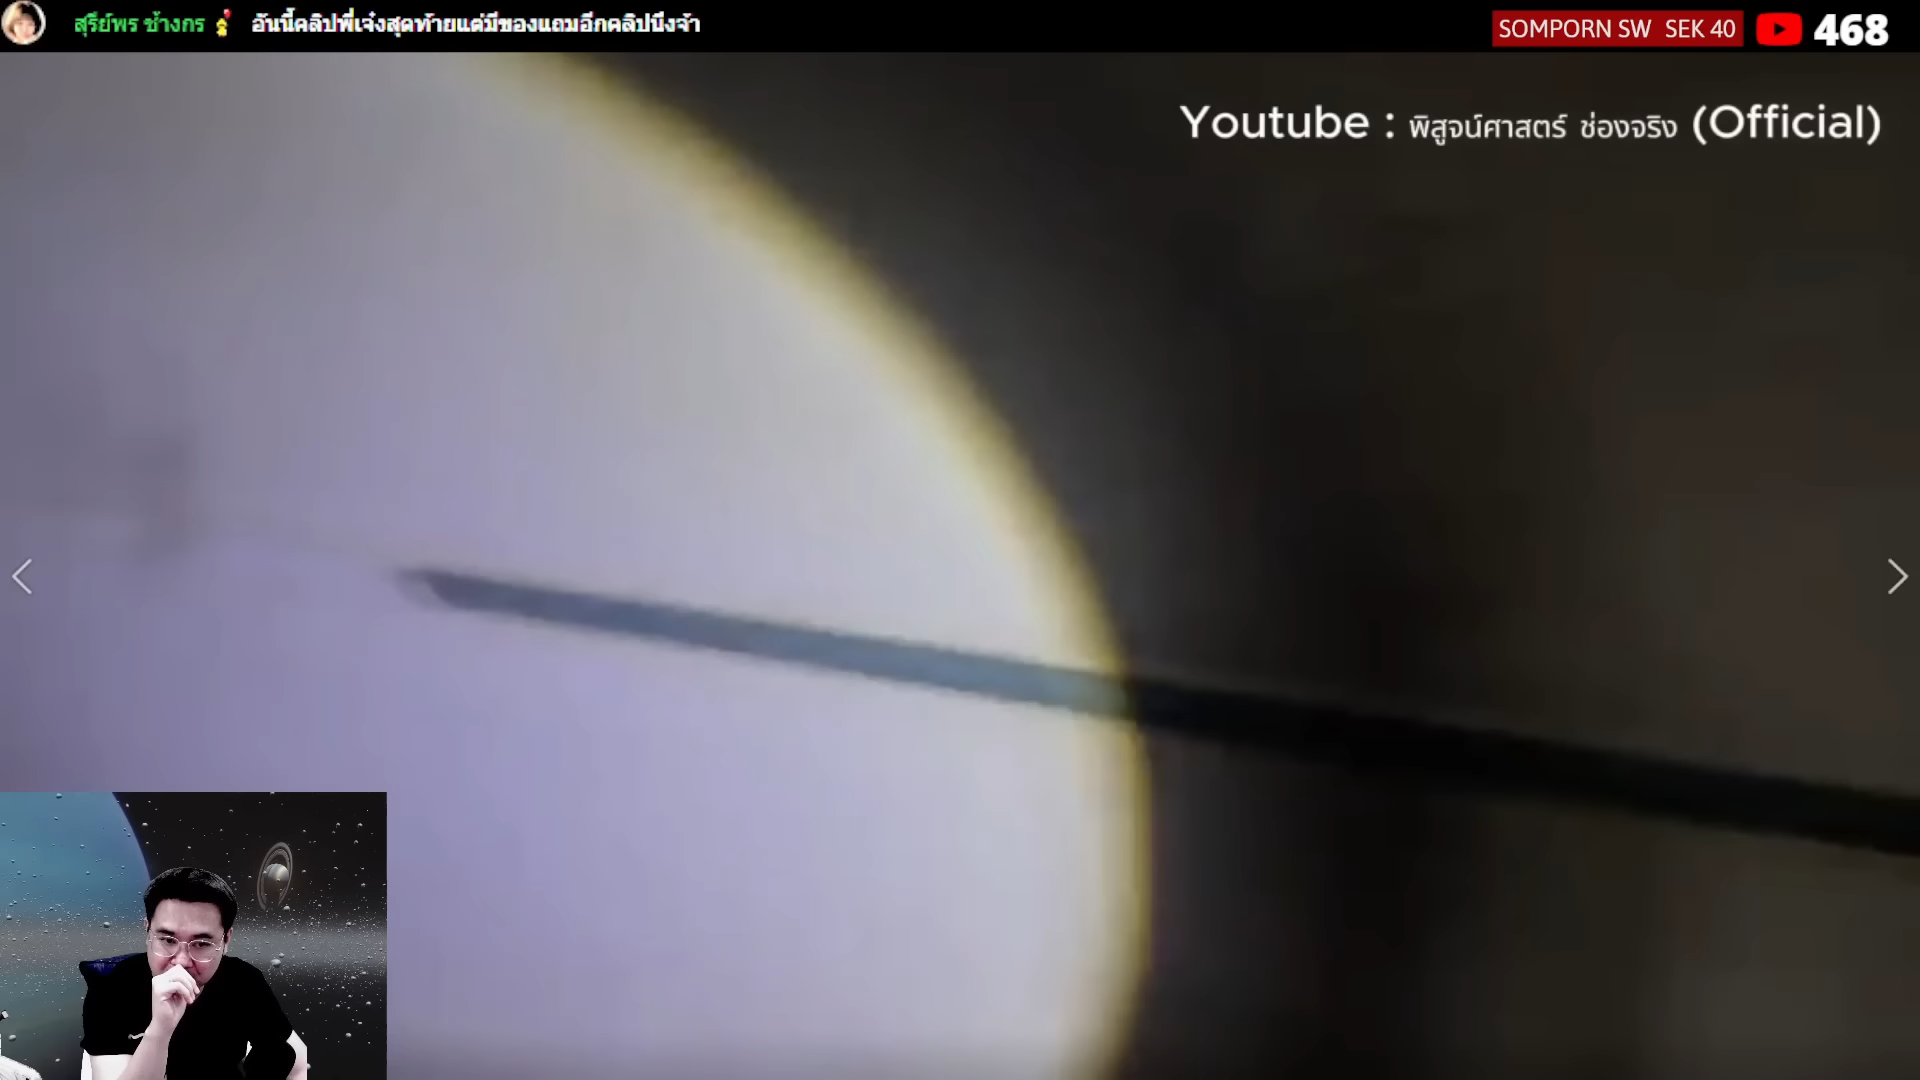 สุรีย์พร ช้างกร อันนี้คลิปพี่เจ๋งสุดท้ายแต่มีของแถมอีกคลิปนึงจ้า
SOMPORN SW SEK 40 468
Youtube : พิสูจน์ศาสตร์ ช่องจริง (Official)